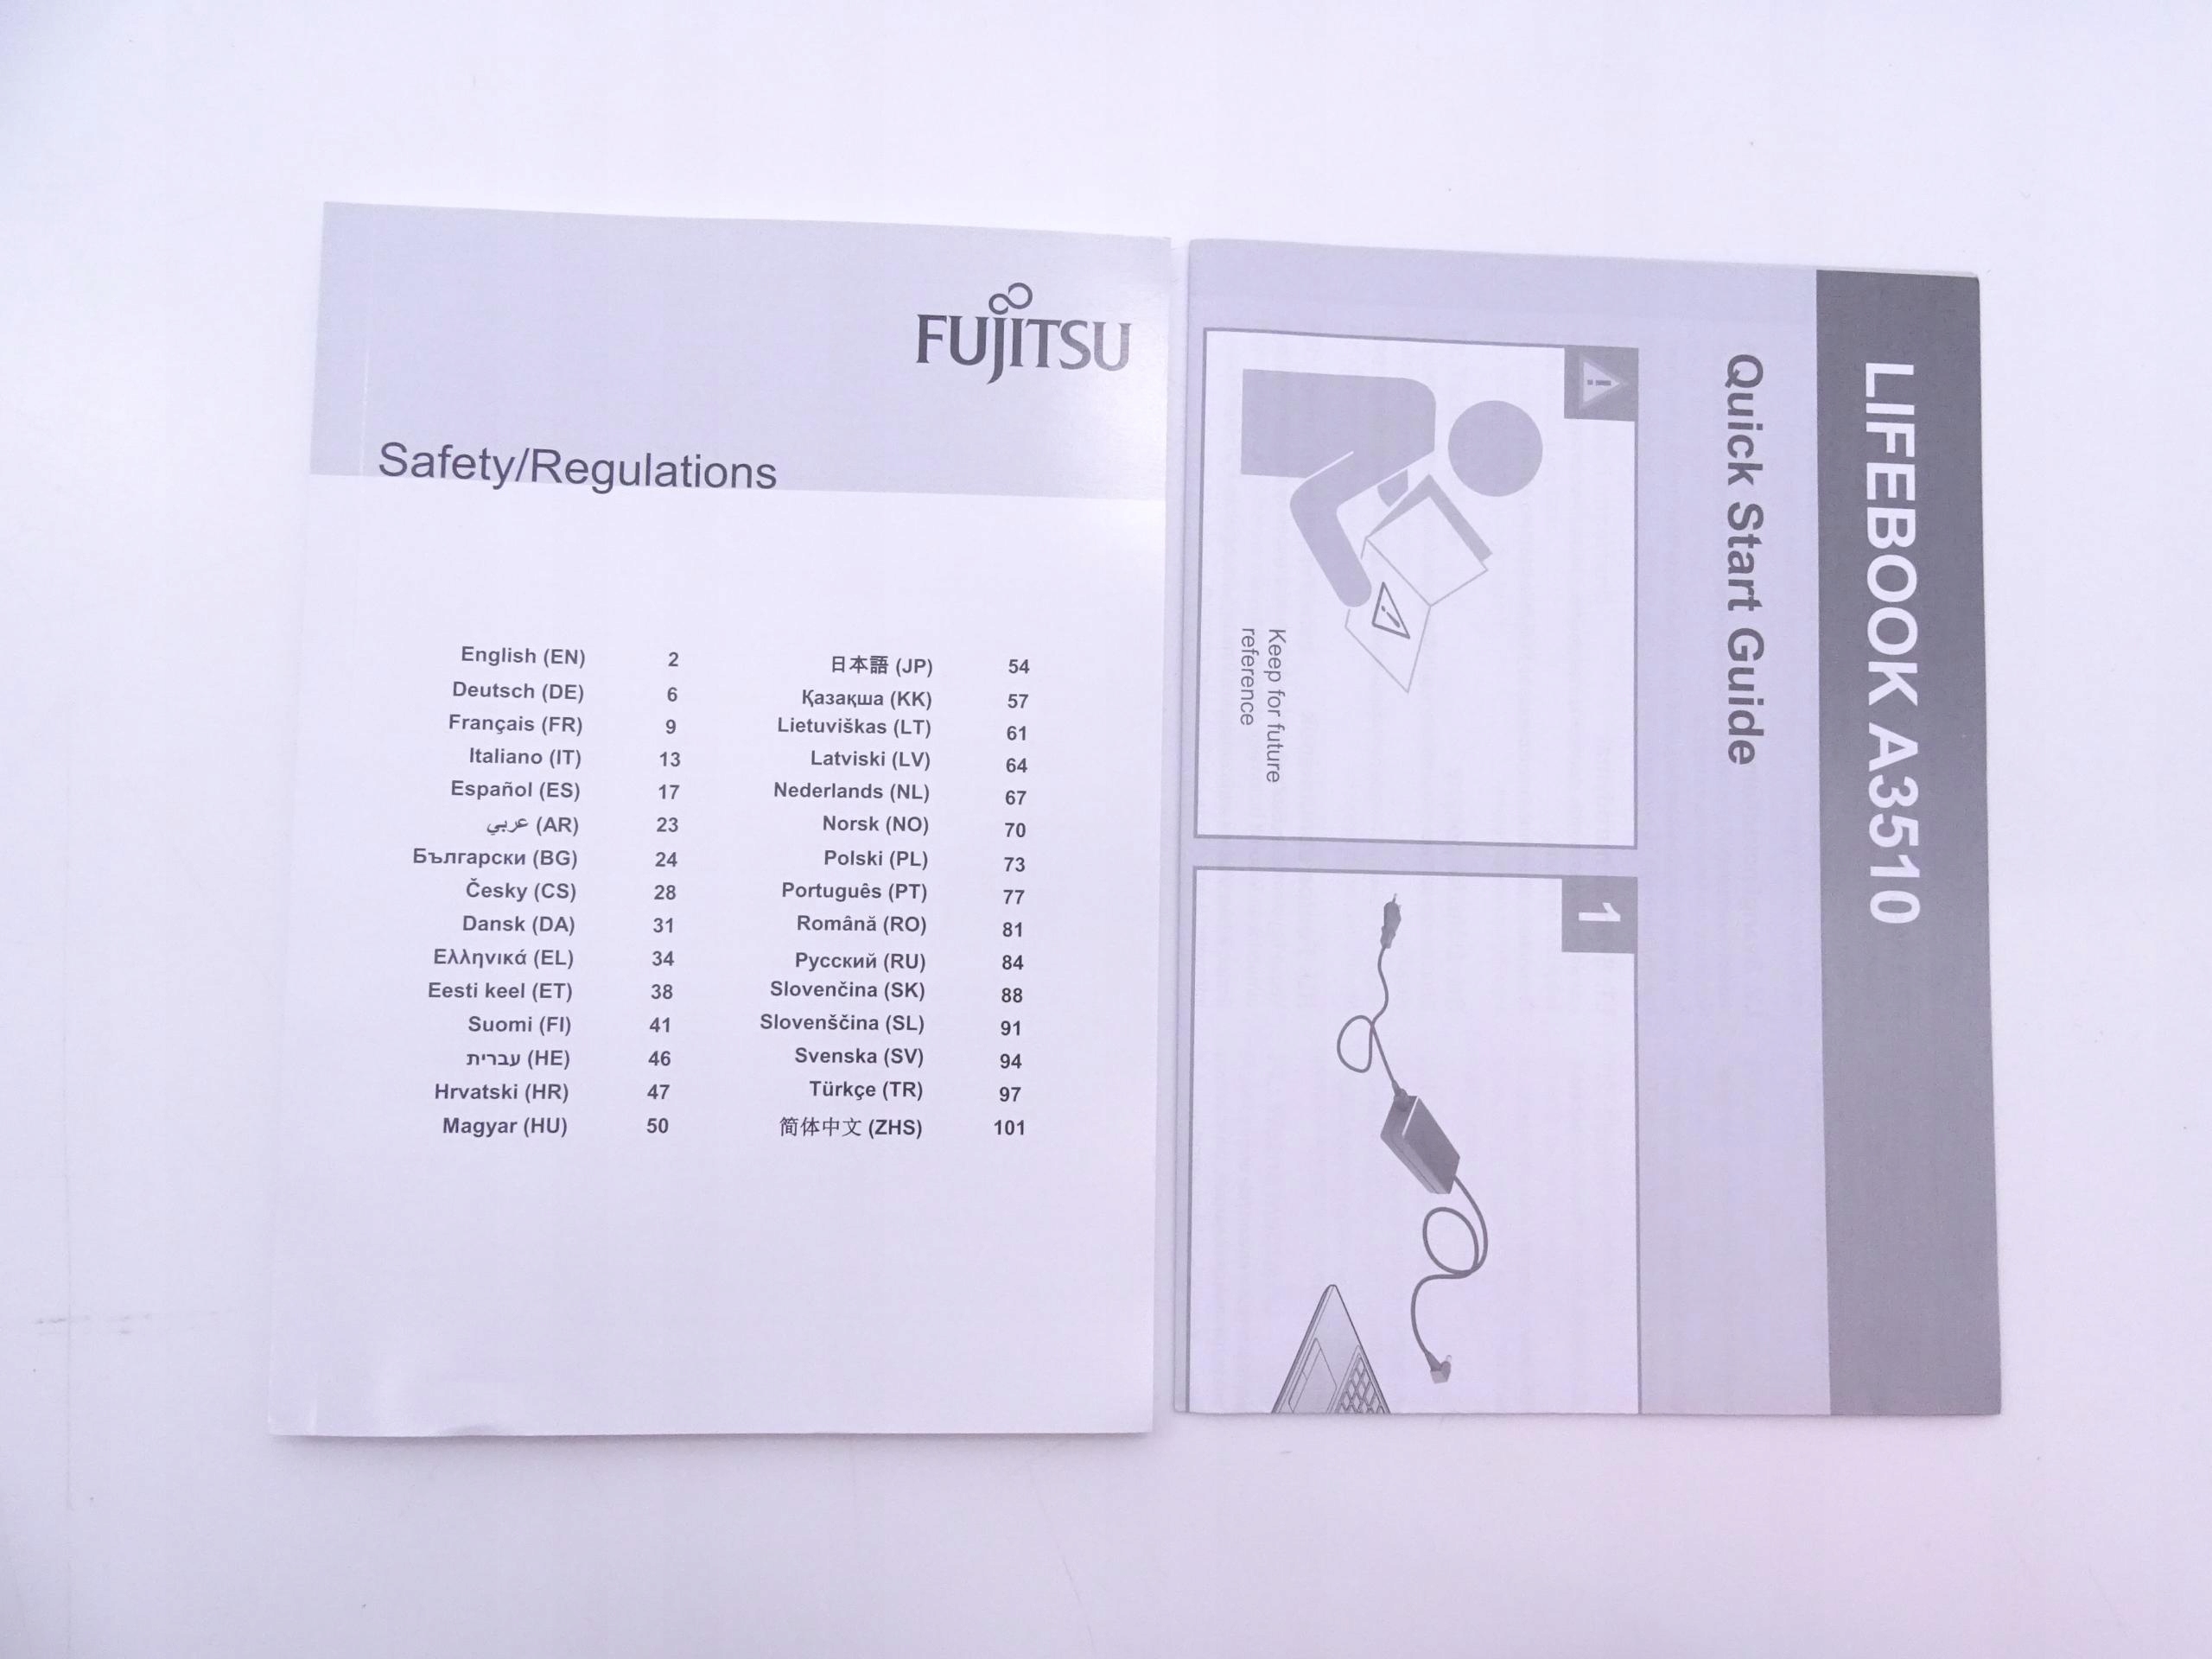 FUJITSU
Safety/Regulations
English (EN) 2
Deutsch (DE) 6
Français (FR) 9
Italiano (IT) 13
Español (ES) 17
عربي (AR) 23
Български (BG) 24
Česky (CS) 28
Dansk (DA) 31
Ελληνικά (EL) 34
Eesti keel (ET) 38
Suomi (FI) 41
עברית (HE) 46
Hrvatski (HR) 47
Magyar (HU) 50
日本語 (JP) 54
Қазақша (KK) 57
Lietuviškas (LT) 61
Latviski (LV) 64
Nederlands (NL) 67
Norsk (NO) 70
Polski (PL) 73
Português (PT) 77
Română (RO) 81
Русский (RU) 84
Slovenčina (SK) 88
Slovenščina (SL) 91
Svenska (SV) 94
Türkçe (TR) 97
简体中文 (ZHS) 101
LIFEBOOK A3510
Quick Start Guide
Keep for future
reference
1